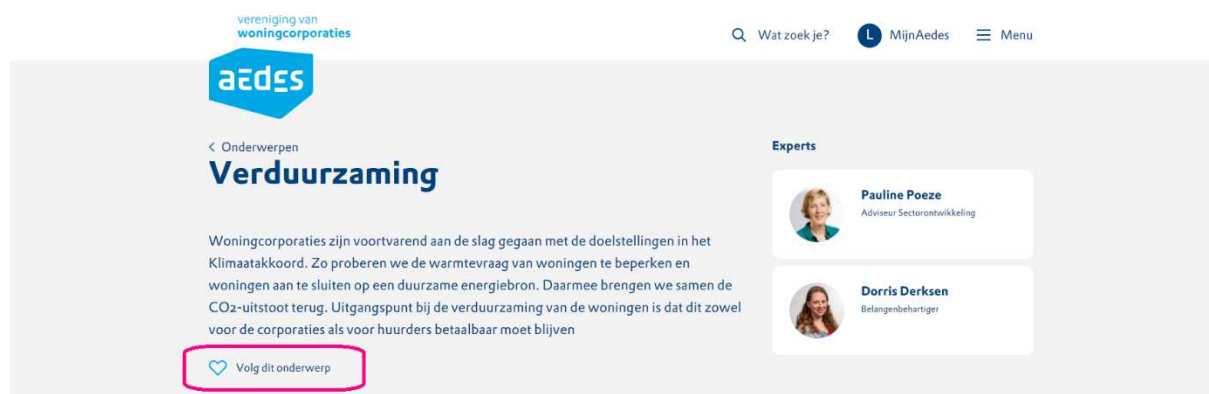 vereniging van
woningcorporaties
aedes
Wat zoek je?
L
MijnAedes
Menu
Onderwerpen
Verduurzaming
Woningcorporaties zijn voortvarend aan de slag gegaan met de doelstellingen in het
Klimaatakkoord. Zo proberen we de warmtevraag van woningen te beperken en
woningen aan te sluiten op een duurzame energiebron. Daarmee brengen we samen de
CO2-uitstoot terug. Uitgangspunt bij de verduurzaming van de woningen is dat dit zowel
voor de corporaties als voor huurders betaalbaar moet blijven
Volg dit onderwerp
Experts
Pauline Poeze
Adviseur Sectorontwikkeling
Dorris Derksen
Belangenbehartiger